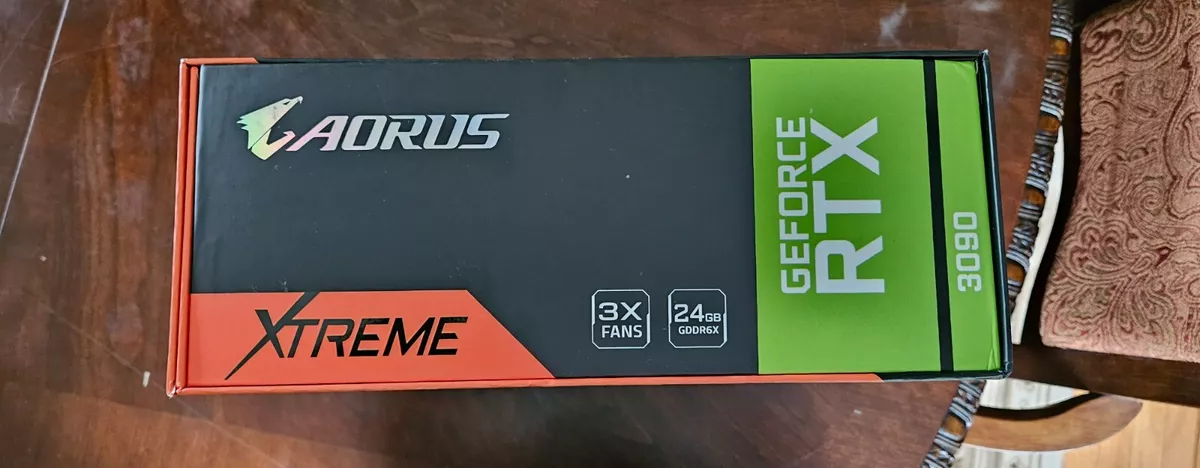 AORUS
XTREME
3X
FANS
24GB
GDDR6X
GEFORCE
RTX
3090